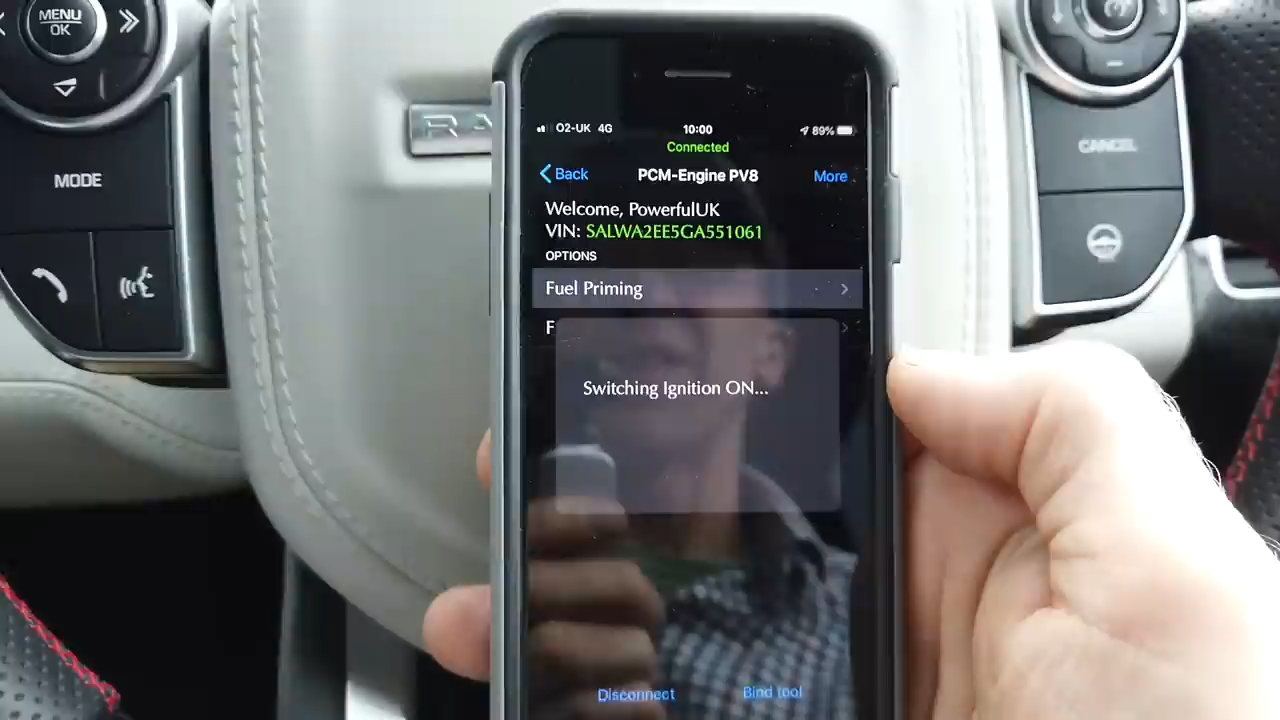 MENU
OK
MODE
RA
O2-UK 4G
10:00
89%
Connected
Back
PCM-Engine PV8
More
Welcome, PowerfulUK
VIN: SALWA2EE5GA551061
OPTIONS
Fuel Priming
F
Switching Ignition ON...
Disconnect
Bind tool
CANCEL